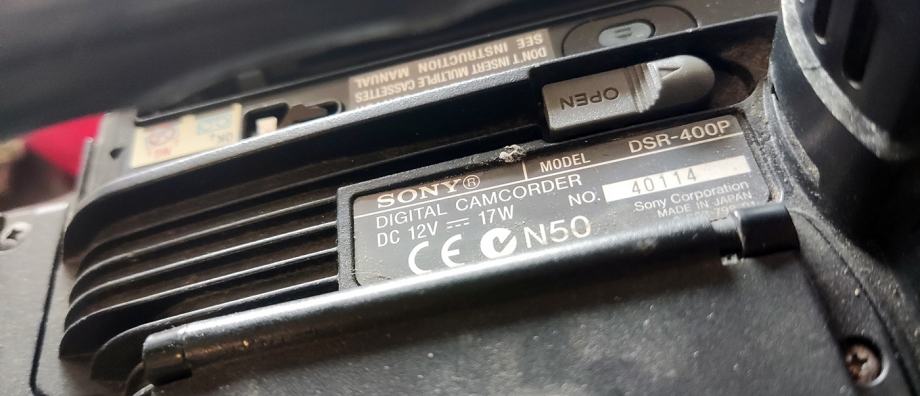 DON'T INSERT MULTIPLE CASSETTES
SEE INSTRUCTION MANUAL
OPEN
SONY®
MODEL DSR-400P
DIGITAL CAMCORDER
NO. 40114
DC 12V 17W
Sony Corporation
MADE IN JAPAN
CE N50